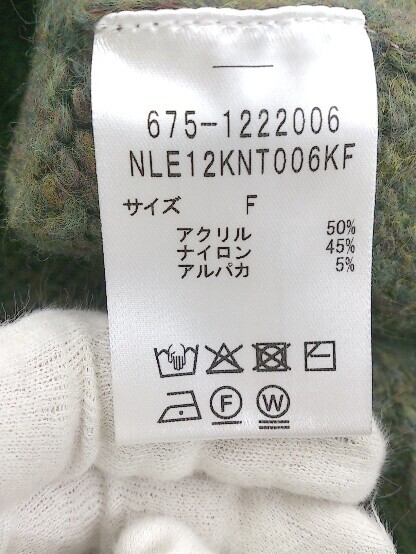 675-1222006
NLE12KNT006KF
サイズ F
アクリル 50%
ナイロン 45%
アルパカ 5%
F W